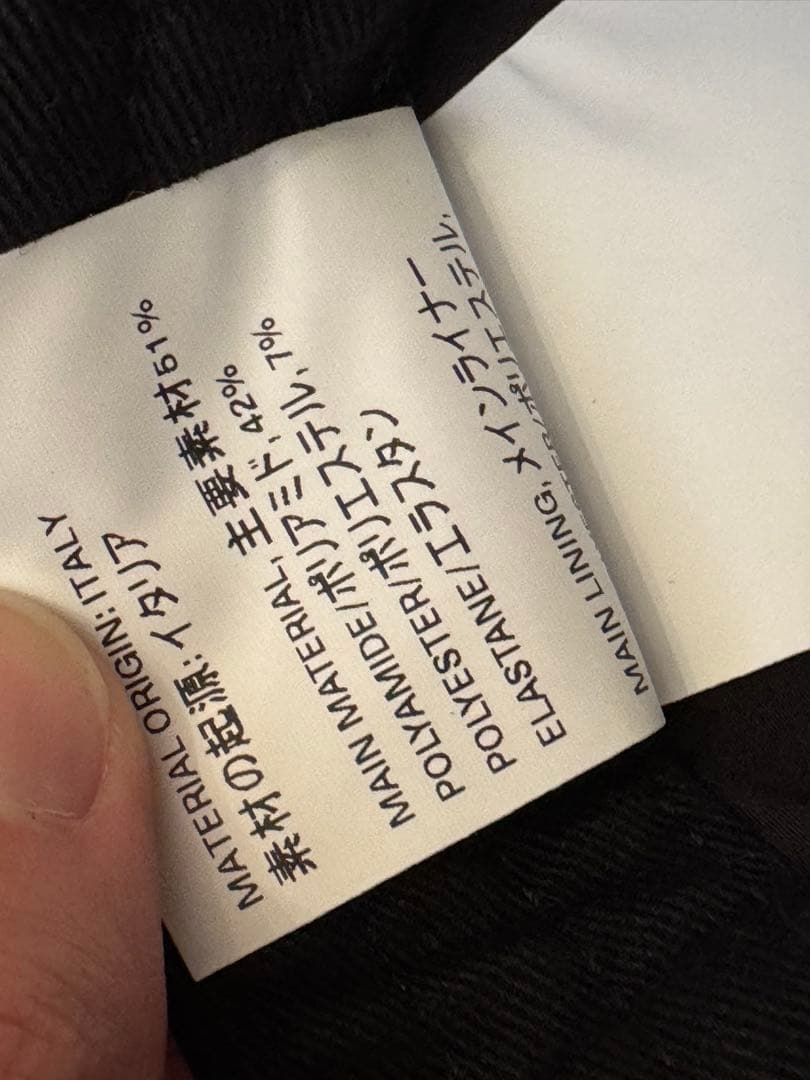 MATERIAL ORIGIN: ITALY
素材の起源: イタリア
MAIN MATERIAL, 主要素材 51%
POLYAMIDE/ポリアミド, 42%
POLYESTER/ポリエステル, 7%
ELASTANE/エラスタン
MAIN LINING, メインライナー
ポリエステル,